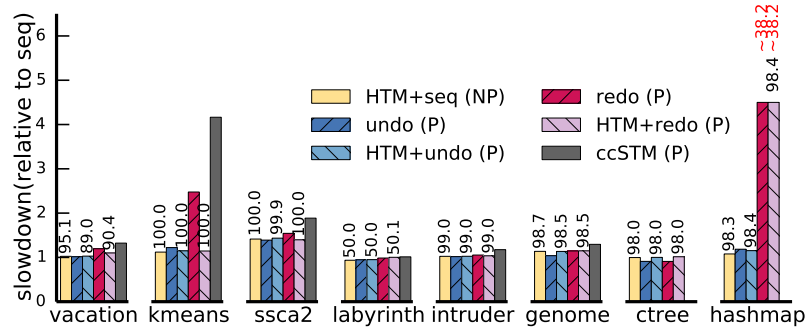 slowdown(relative to seq)
6
5
4
3
2
1
0
HTM+seq (NP)
undo (P)
HTM+undo (P)
redo (P)
HTM+redo (P)
ccSTM (P)
95.1
89.0
90.4
100.0
100.0
100.0
100.0
99.9
100.0
50.0
50.0
50.1
99.0
99.0
99.0
98.7
98.5
98.5
98.0
98.0
98.0
98.3
98.4
98.4
~38.2
~38.2
vacation
kmeans
ssca2
labyrinth
intruder
genome
ctree
hashmap